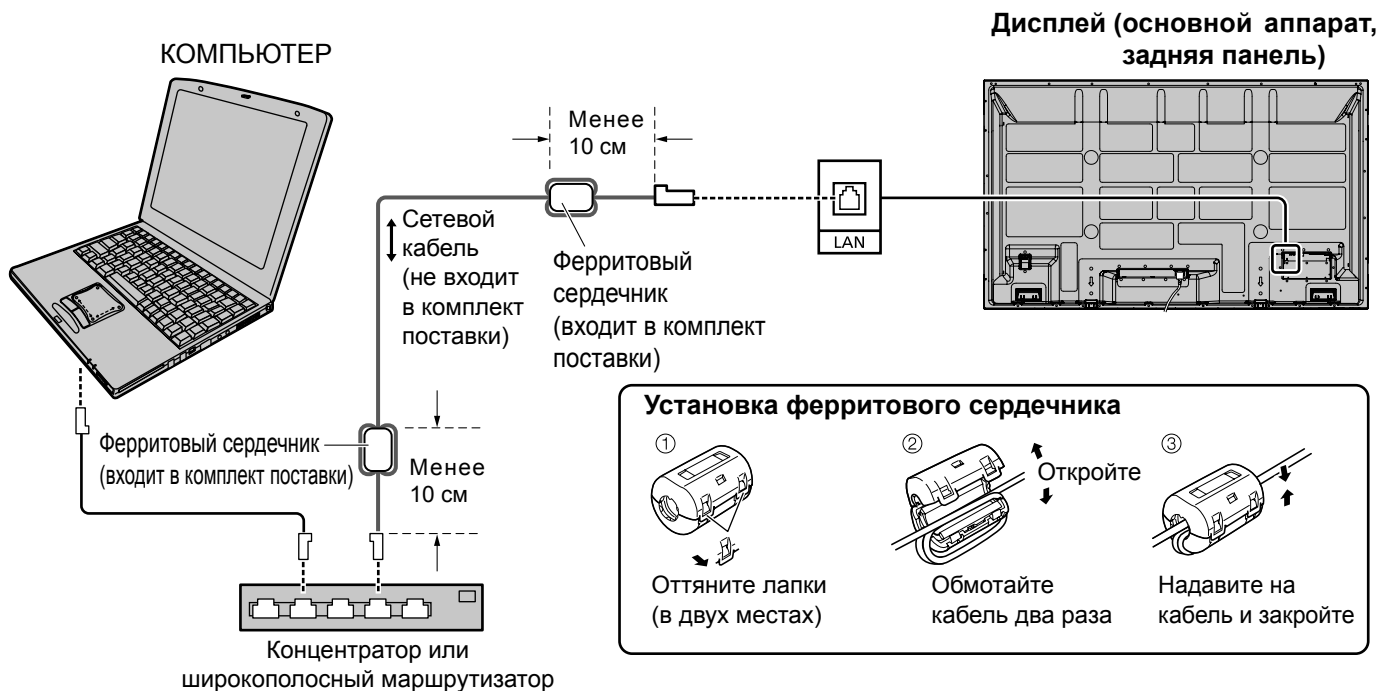 Дисплей (основной аппарат,
задняя панель)
КОМПЬЮТЕР
Менее
10 см
LAN
Сетевой
кабель
(не входит
в комплект
поставки)
Ферритовый
сердечник
(входит в комплект
поставки)
Ферритовый сердечник
(входит в комплект поставки)
Менее
10 см
Концентратор или
широкополосный маршрутизатор
Установка ферритового сердечника
①
Оттяните лапки
(в двух местах)
②
Откройте
Обмотайте
кабель два раза
③
Надавите на
кабель и закройте